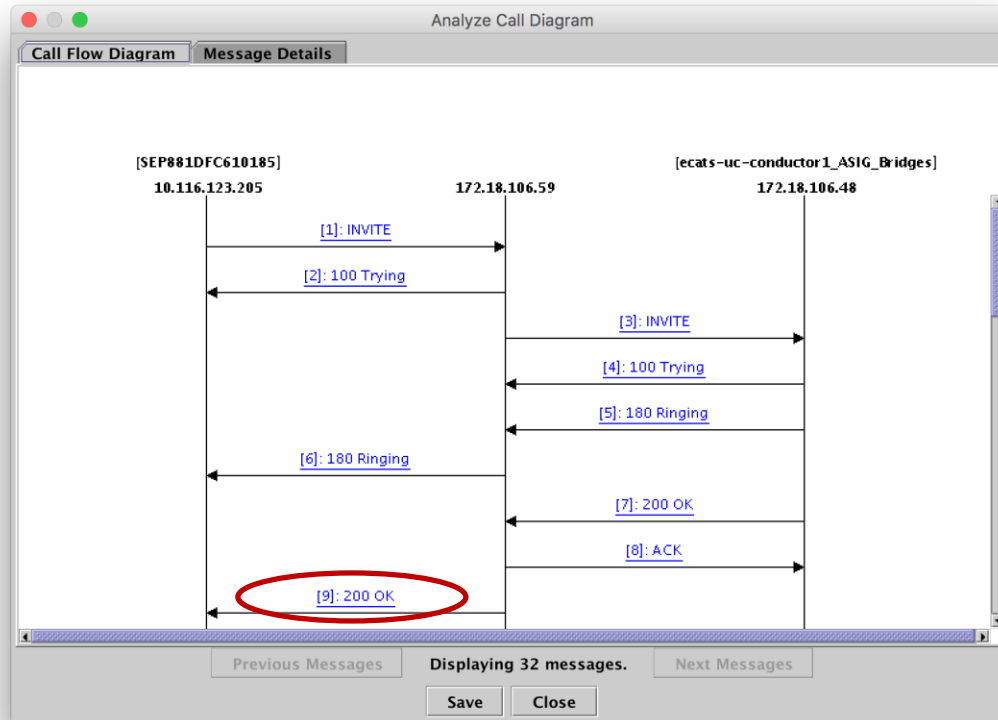 Analyze Call Diagram
Call Flow Diagram Message Details
[SEP881DFC610185] [ecats-uc-conductor1_ASIG_Bridges]
10.116.123.205 172.18.106.59 172.18.106.48
[1]: INVITE
[2]: 100 Trying
[3]: INVITE
[4]: 100 Trying
[5]: 180 Ringing
[6]: 180 Ringing
[7]: 200 OK
[8]: ACK
[9]: 200 OK
Previous Messages Displaying 32 messages. Next Messages
Save Close